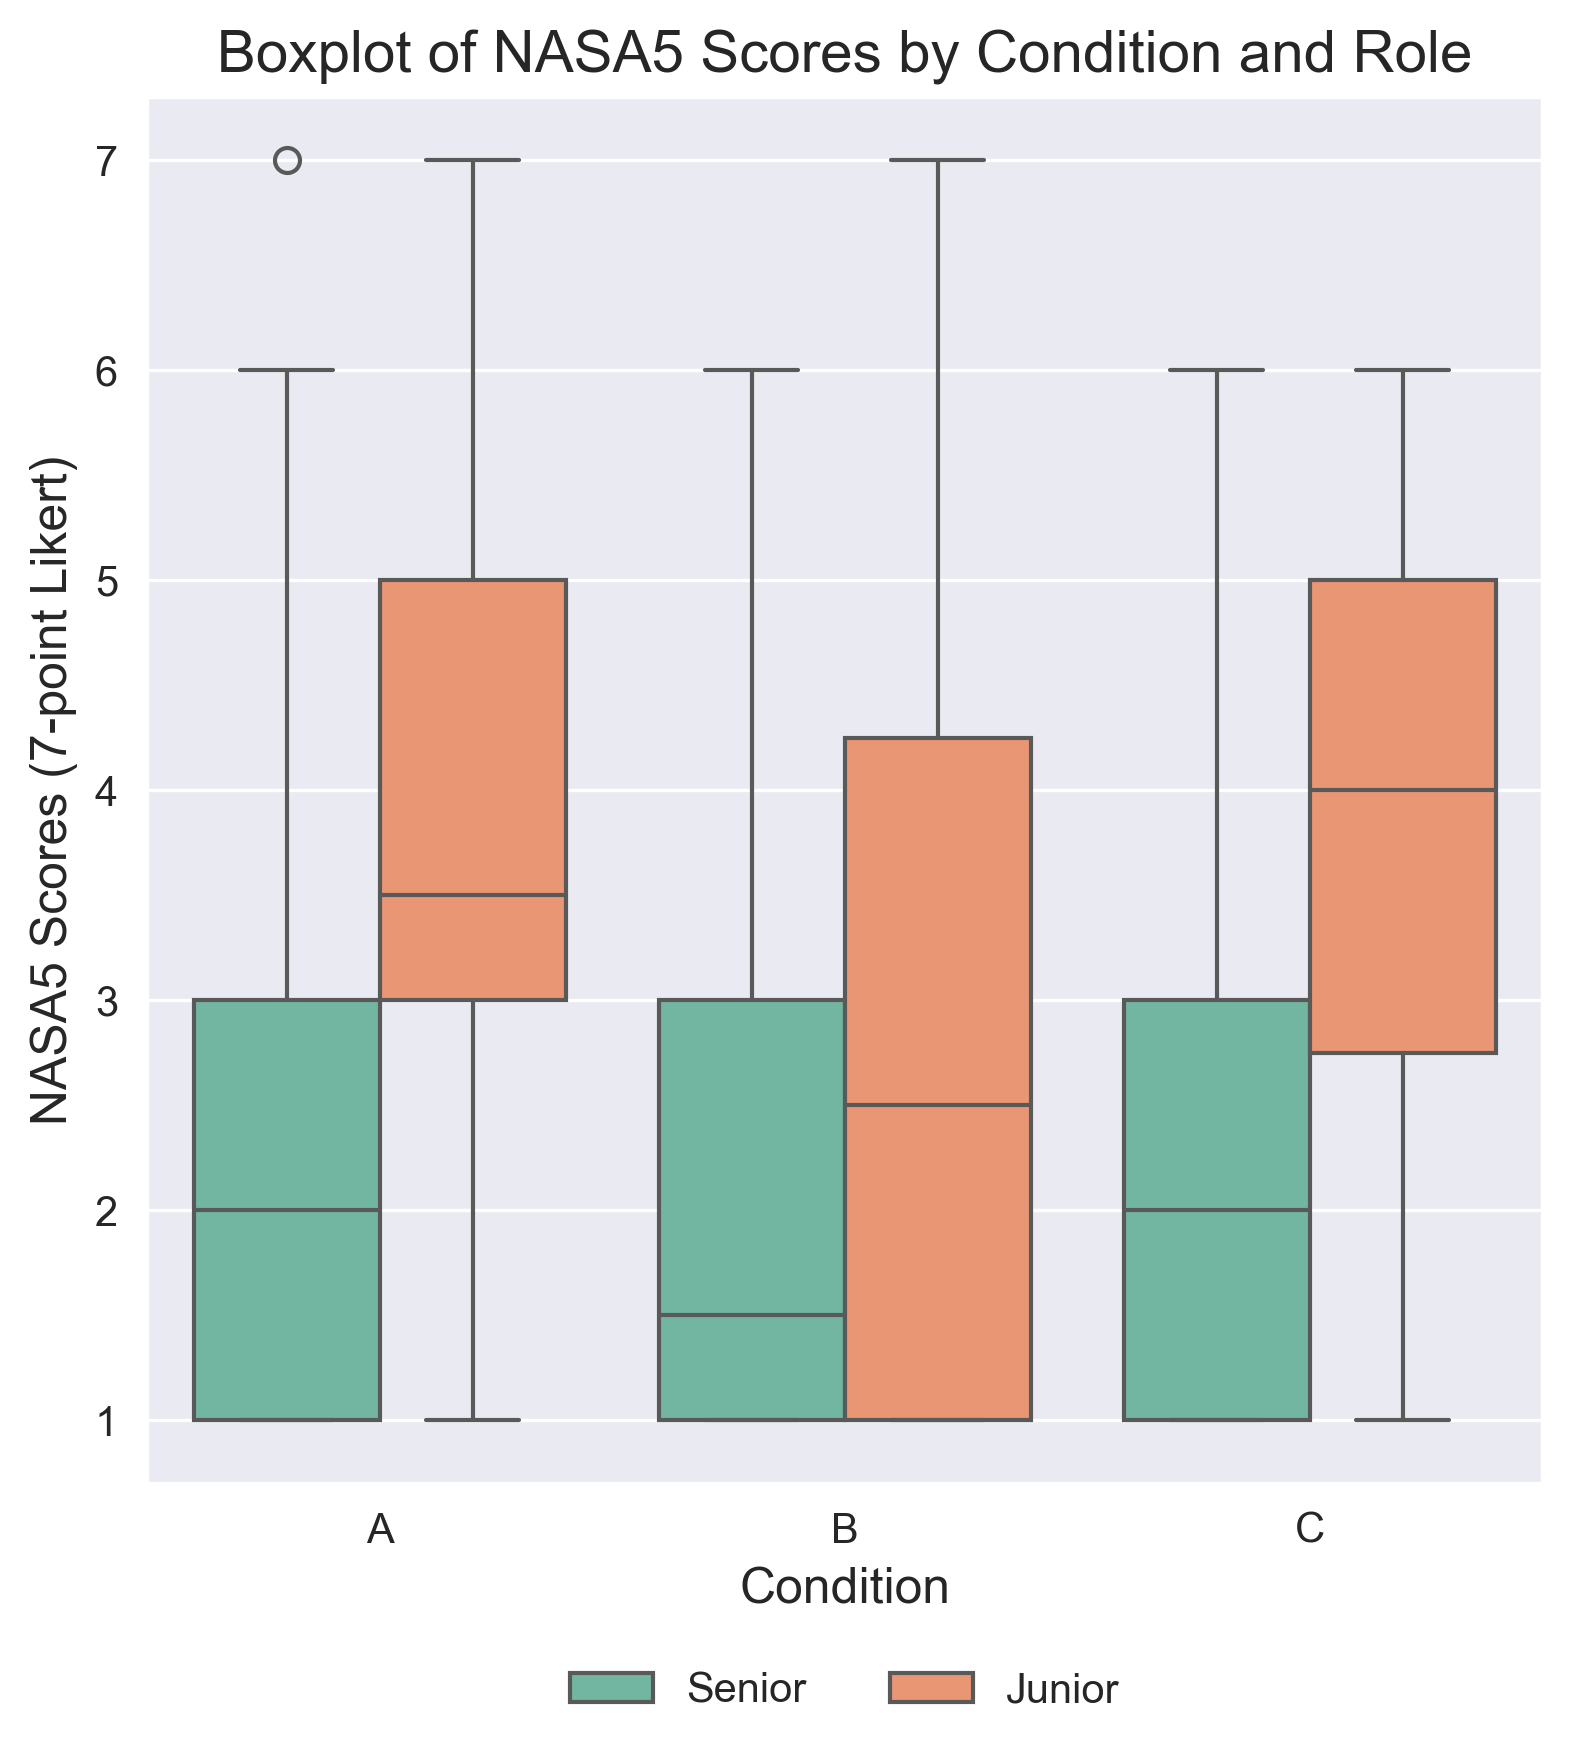 Boxplot of NASA5 Scores by Condition and Role
NASA5 Scores (7-point Likert)
7
6
5
4
3
2
1
A B C
Condition
Senior Junior